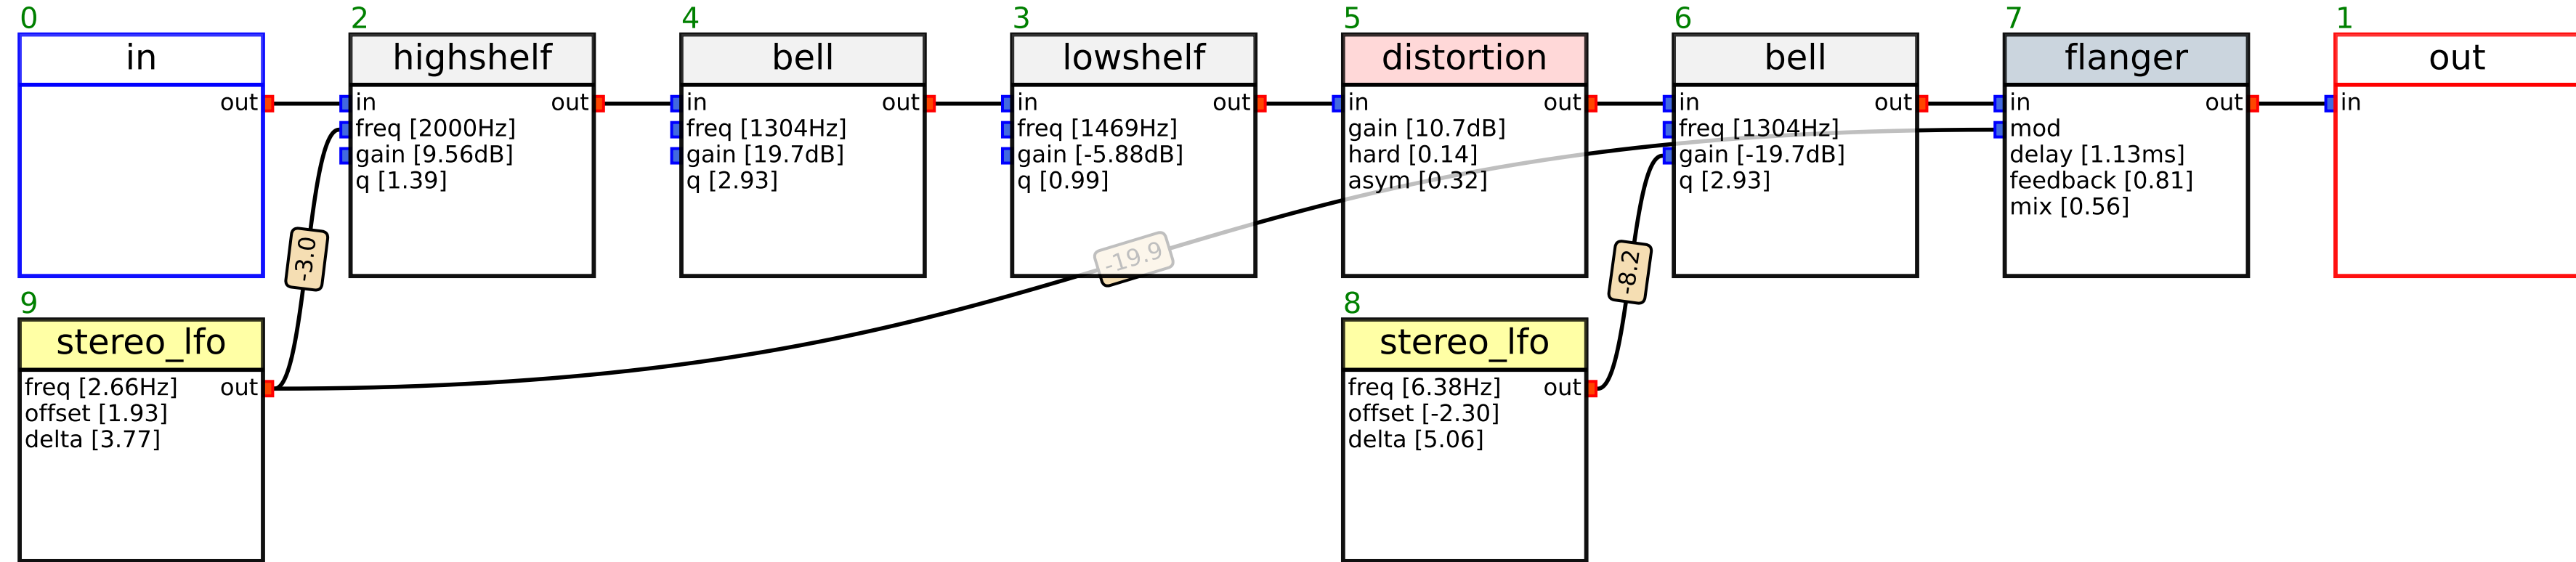 0 2 4 3 5 6 7 1
in highshelf bell lowshelf distortion bell flanger out
out in out in out in out in out in out in out in
freq [2000Hz] freq [1304Hz] freq [1469Hz] gain [10.7dB] freq [1304Hz] mod
gain [9.56dB] gain [19.7dB] gain [-5.88dB] hard [0.14] gain [-19.7dB] delay [1.13ms]
q [1.39] q [2.93] q [0.99] asym [0.32] q [2.93] feedback [0.81]
mix [0.56]
-3.0 -19.9 -8.2
9 8
stereo_lfo stereo_lfo
freq [2.66Hz] out freq [6.38Hz] out
offset [1.93] offset [-2.30]
delta [3.77] delta [5.06]